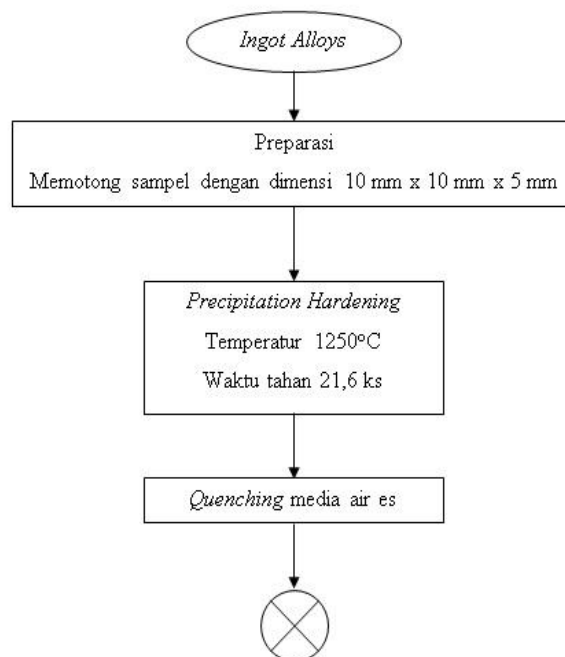 Ingot Alloys
Preparasi
Memotong sampel dengan dimensi 10 mm x 10 mm x 5 mm
Precipitation Hardening
Temperatur 1250°C
Waktu tahan 21,6 ks
Quenching media air es